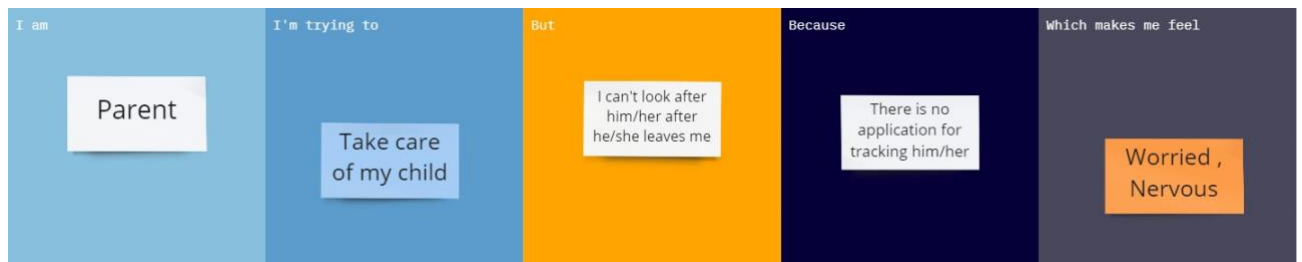 I am
Parent
I'm trying to
Take care
of my child
But
I can't look after
him/her after
he/she leaves me
Because
There is no
application for
tracking him/her
Which makes me feel
Worried ,
Nervous